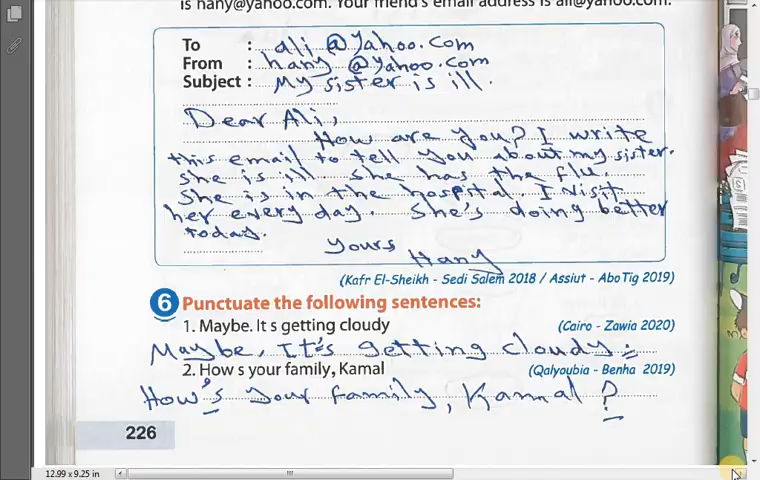 is hany@yahoo.com. Your friend's email address is ali@yahoo.com.
To : ali @ yahoo.com
From : hany @ yahoo.com
Subject : My sister is ill.
Dear Ali,
How are you? I write
this email to tell you about my sister.
She is ill. She has the flu.
She is in the hospital. I visit
her every day. She's doing better
today.
Yours
Hany
(Kafr El-Sheikh - Sedi Salem 2018 / Assiut - AboTig 2019)
6 Punctuate the following sentences:
1. Maybe. It s getting cloudy (Cairo - Zawia 2020)
Maybe. It's getting cloudy.
2. How s your family, Kamal (Qalyoubia - Benha 2019)
How's your family, Kamal?
226
12.99 x 9.25 in